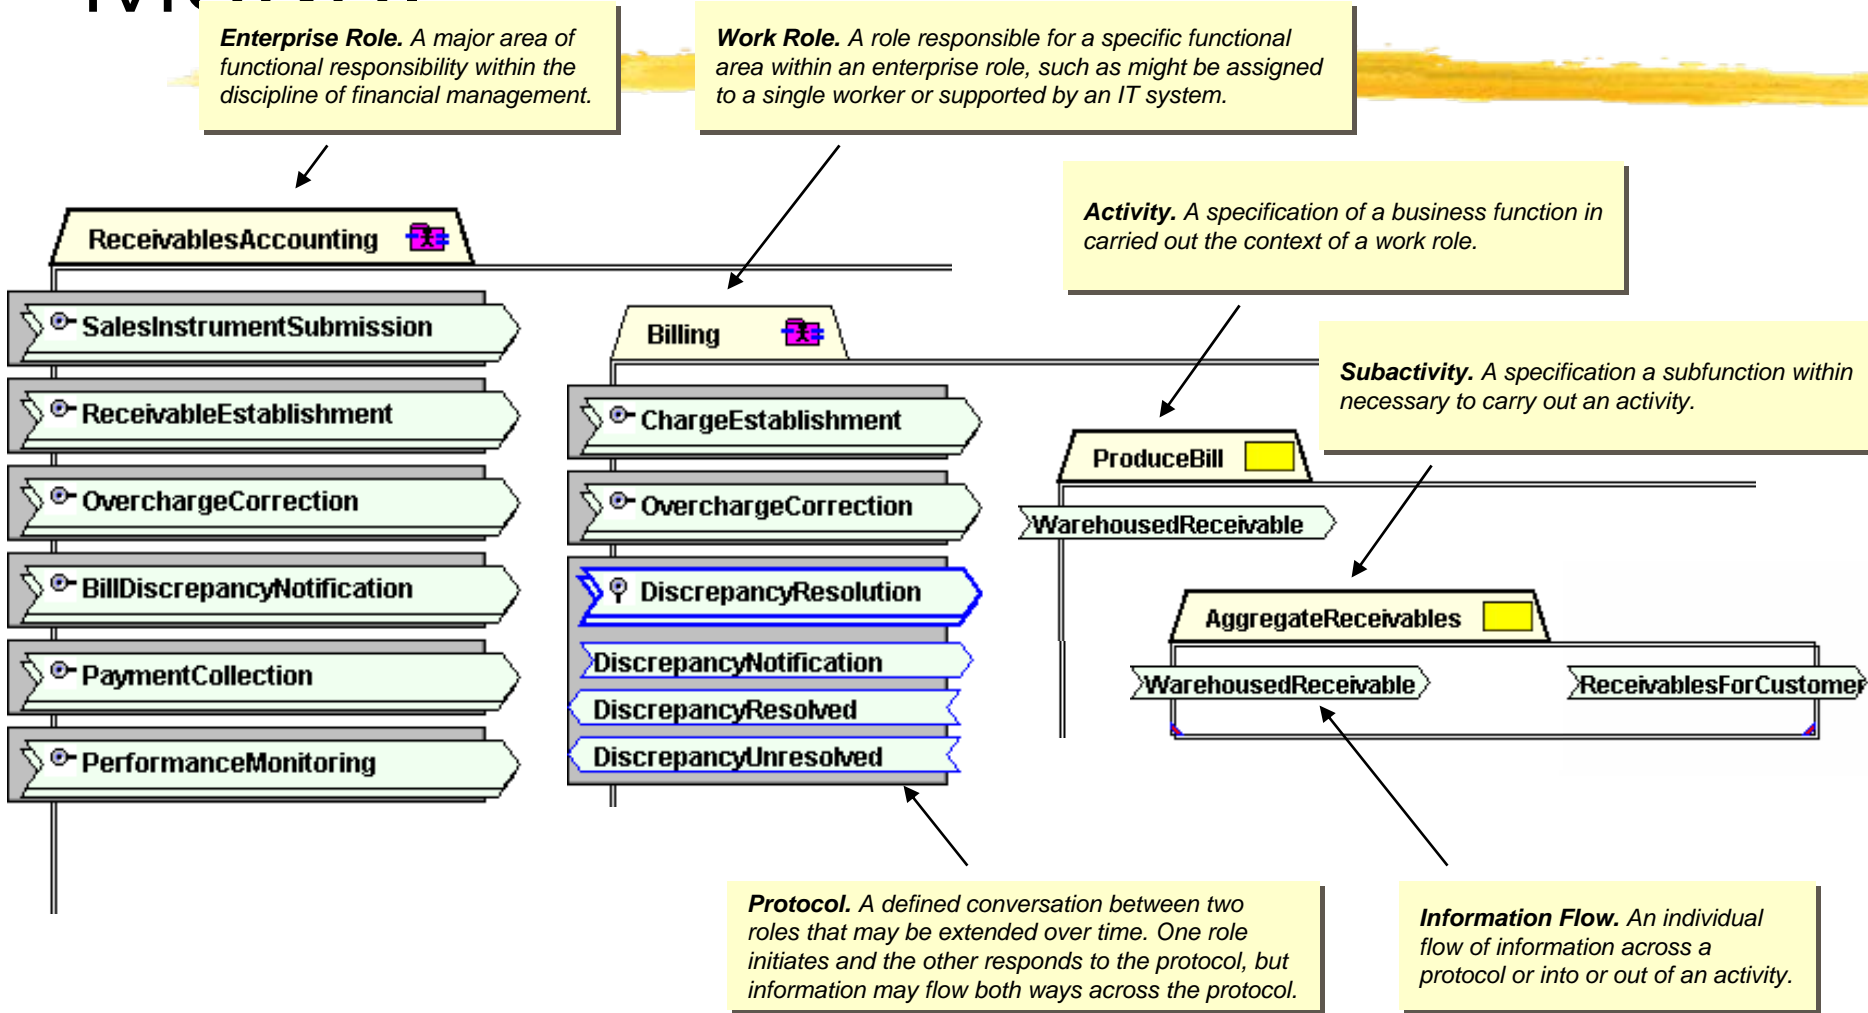 Enterprise Role. A major area of
functional responsibility within the
discipline of financial management.
Work Role. A role responsible for a specific functional
area within an enterprise role, such as might be assigned
to a single worker or supported by an IT system.
Activity. A specification of a business function in
carried out the context of a work role.
Subactivity. A specification a subfunction within
necessary to carry out an activity.
ReceivablesAccounting
SalesInstrumentSubmission
ReceivableEstablishment
OverchargeCorrection
BillDiscrepancyNotification
PaymentCollection
PerformanceMonitoring
Billing
ChargeEstablishment
OverchargeCorrection
DiscrepancyResolution
DiscrepancyNotification
DiscrepancyResolved
DiscrepancyUnresolved
ProduceBill
WarehousedReceivable
AggregateReceivables
WarehousedReceivable
ReceivablesForCustomer
Protocol. A defined conversation between two
roles that may be extended over time. One role
initiates and the other responds to the protocol, but
information may flow both ways across the protocol.
Information Flow. An individual
flow of information across a
protocol or into or out of an activity.